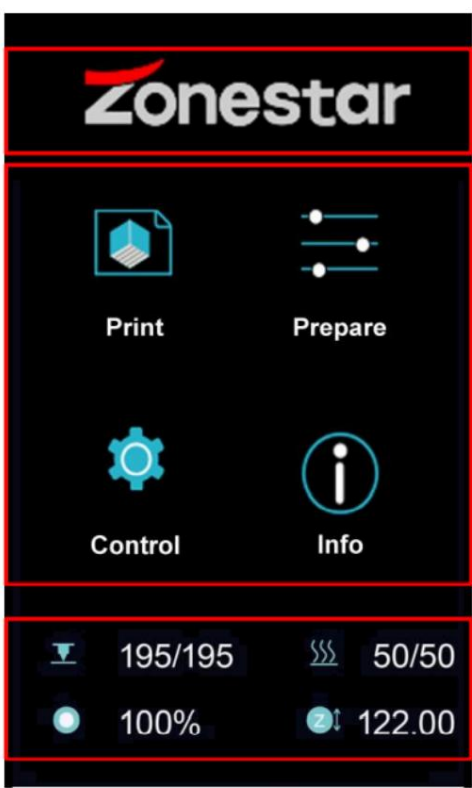 Zonestar
Print Prepare
Control Info
195/195 50/50
100% Z 122.00